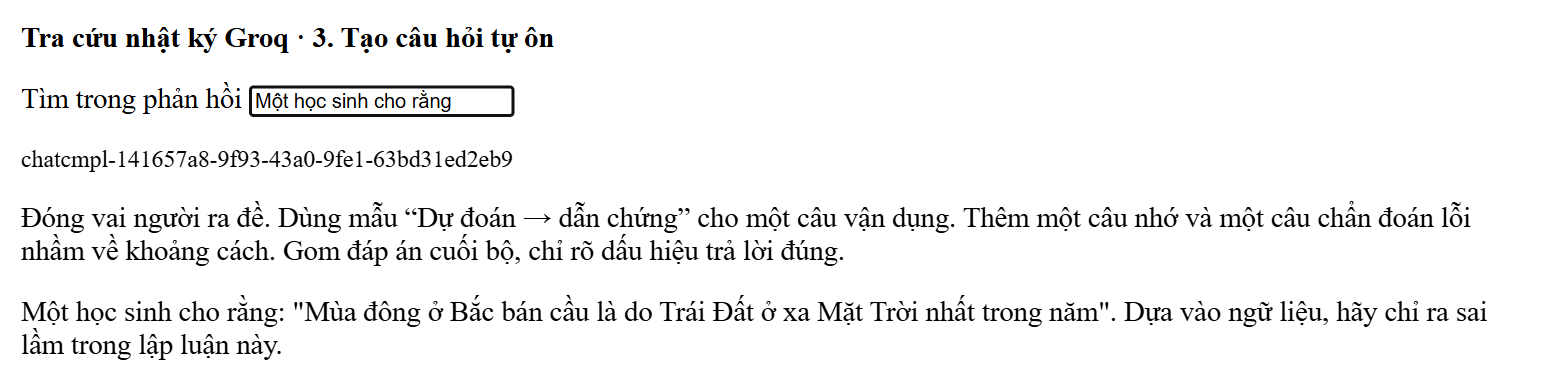 Tra cứu nhật ký Groq · 3. Tạo câu hỏi tự ôn
Tìm trong phản hồi Một học sinh cho rằng
chatcmpl-141657a8-9f93-43a0-9fe1-63bd31ed2eb9
Đóng vai người ra đề. Dùng mẫu “Dự đoán → dẫn chứng” cho một câu vận dụng. Thêm một câu nhớ và một câu chẩn đoán lỗi
nhầm về khoảng cách. Gom đáp án cuối bộ, chỉ rõ dấu hiệu trả lời đúng.
Một học sinh cho rằng: "Mùa đông ở Bắc bán cầu là do Trái Đất ở xa Mặt Trời nhất trong năm". Dựa vào ngữ liệu, hãy chỉ ra sai
lầm trong lập luận này.